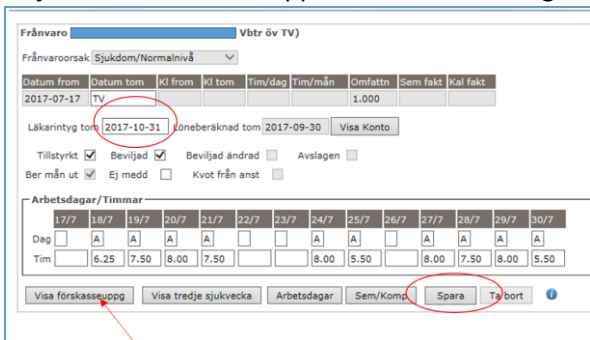 Frånvaro Vbtr öv TV)
Frånvaroorsak Sjukdom/Normalnivå
Datum from Datum tom Kl from Kl tom Tim/dag Tim/mån Omfattn Sem fakt Kal fakt
2017-07-17 TV 1.000
Läkarintyg tom 2017-10-31 Löneberäknad tom 2017-09-30 Visa Konto
Tillstyrkt Beviljad Beviljad ändrad Avslagen
Ber mån ut Ej medd Kvot från anst
Arbetsdagar/Timmar
17/7 18/7 19/7 20/7 21/7 22/7 23/7 24/7 25/7 26/7 27/7 28/7 29/7 30/7
Dag A A A A A A A A A A
Tim 6.25 7.50 8.00 7.50 8.00 5.50 8.00 7.50 8.00 5.50
Visa förskasseuppg Visa tredje sjukvecka Arbetsdagar Sem/Komp Spara Ta bort i